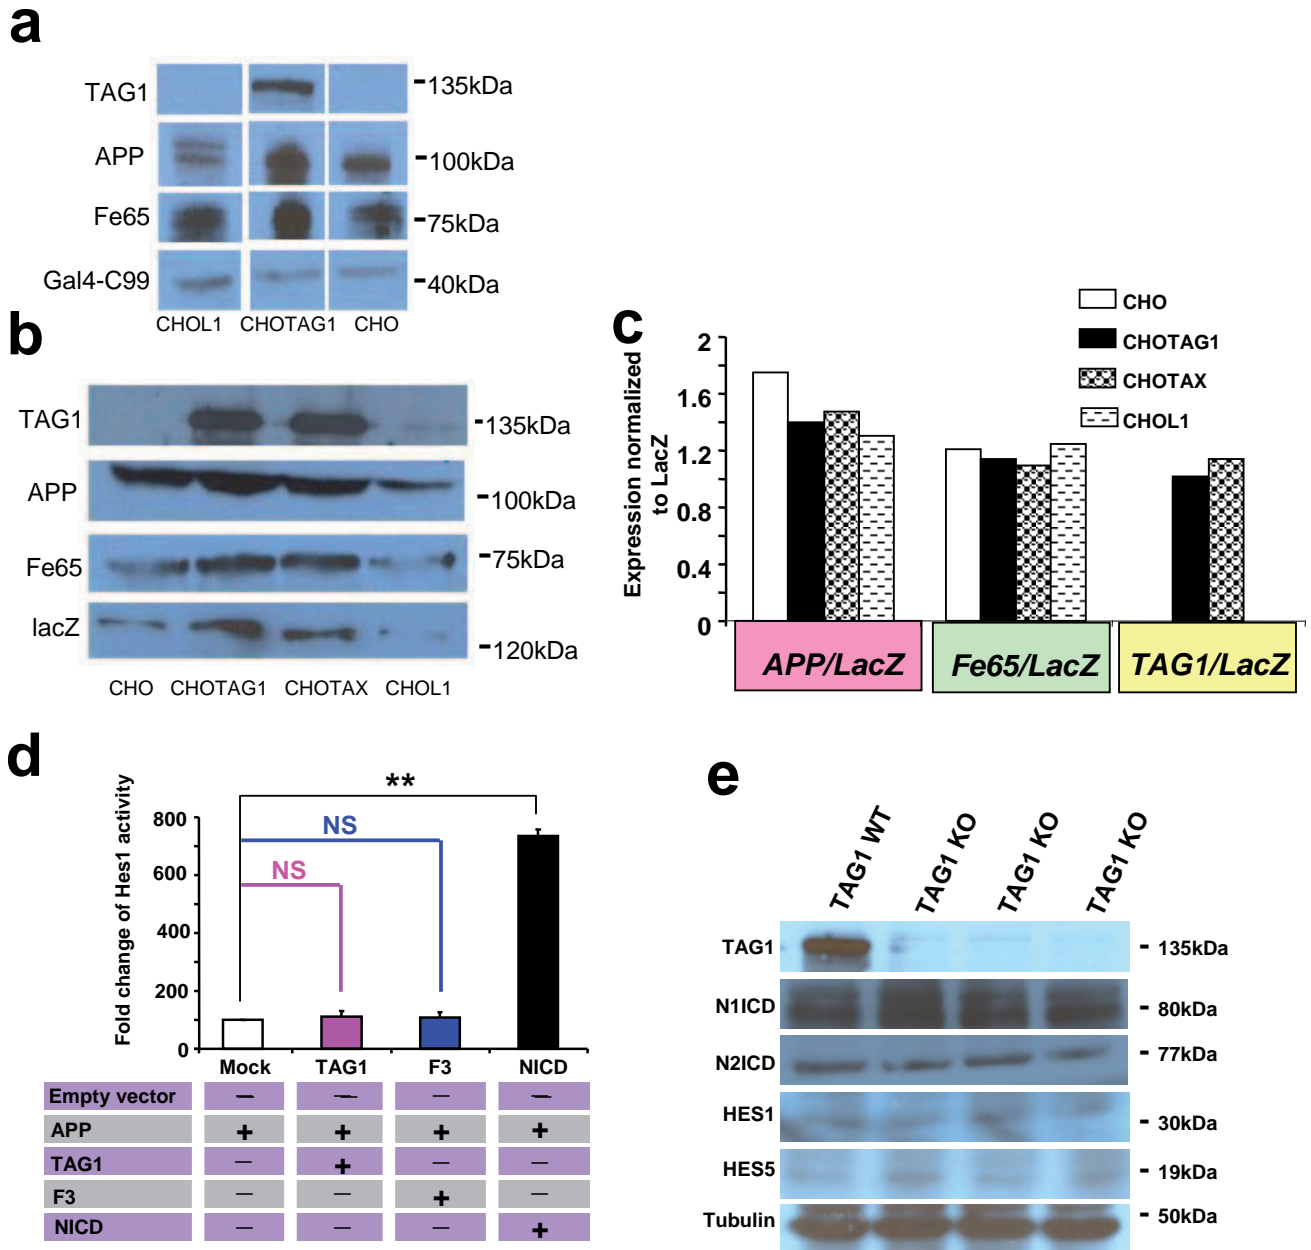 a
TAG1
135kDa
APP
100kDa
Fe65
75kDa
Gal4-C99
40kDa
CHOL1 CHOTAG1 CHO
b
TAG1
135kDa
APP
100kDa
Fe65
75kDa
lacZ
120kDa
CHO CHOTAG1 CHOTAX CHOL1
c
CHO
CHOTAG1
CHOTAX
CHOL1
Expression normalized
to LacZ
2
1.6
1.2
0.8
0.4
0
APP/LacZ Fe65/LacZ TAG1/LacZ
d
**
NS
NS
Fold change of Hes1 activity
800
600
400
200
0
Mock TAG1 F3 NICD
Empty vector — — — —
APP + + + +
TAG1 — + — —
F3 — — + —
NICD — — — +
e
TAG1 WT
TAG1 KO
TAG1 KO
TAG1 KO
TAG1 - 135kDa
N1ICD - 80kDa
N2ICD - 77kDa
HES1 - 30kDa
HES5 - 19kDa
Tubulin - 50kDa